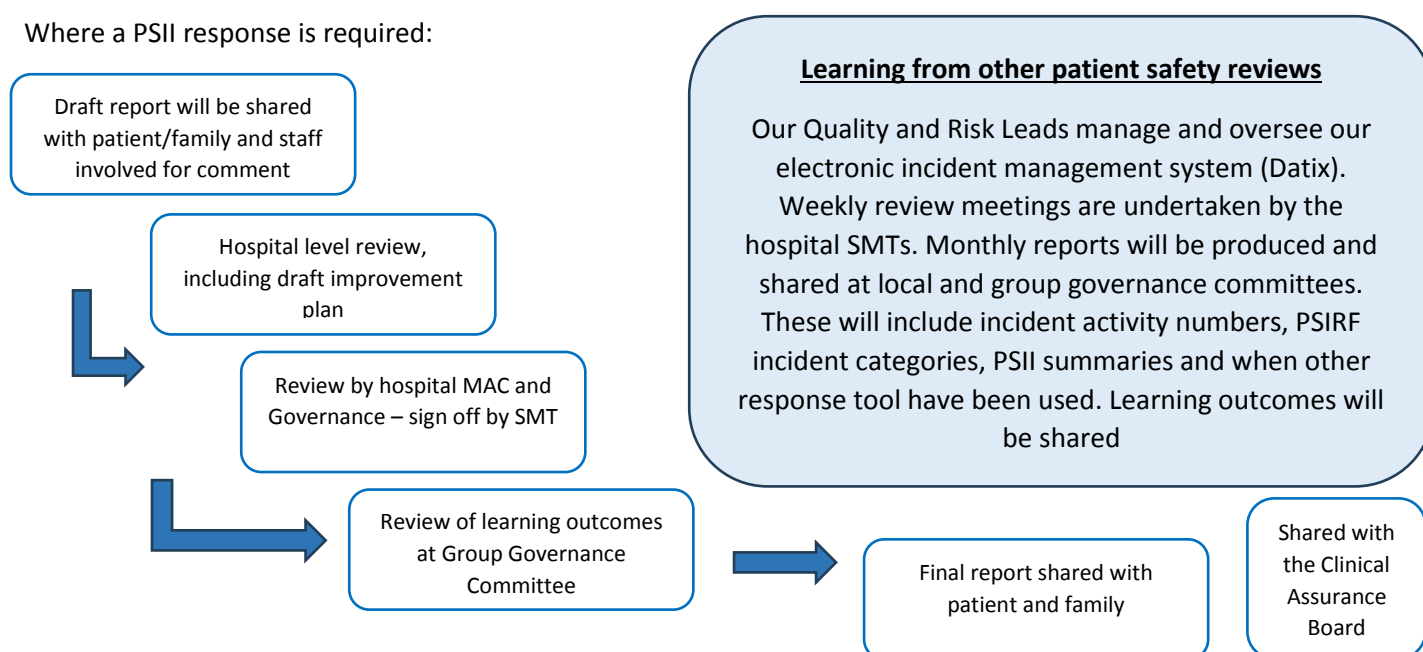 Where a PSII response is required:
Draft report will be shared
with patient/family and staff
involved for comment
Hospital level review,
including draft improvement
plan
Review by hospital MAC and
Governance – sign off by SMT
Review of learning outcomes
at Group Governance
Committee
Final report shared with
patient and family
Shared with
the Clinical
Assurance
Board
Learning from other patient safety reviews
Our Quality and Risk Leads manage and oversee our
electronic incident management system (Datix).
Weekly review meetings are undertaken by the
hospital SMTs. Monthly reports will be produced and
shared at local and group governance committees.
These will include incident activity numbers, PSIRF
incident categories, PSII summaries and when other
response tool have been used. Learning outcomes will
be shared